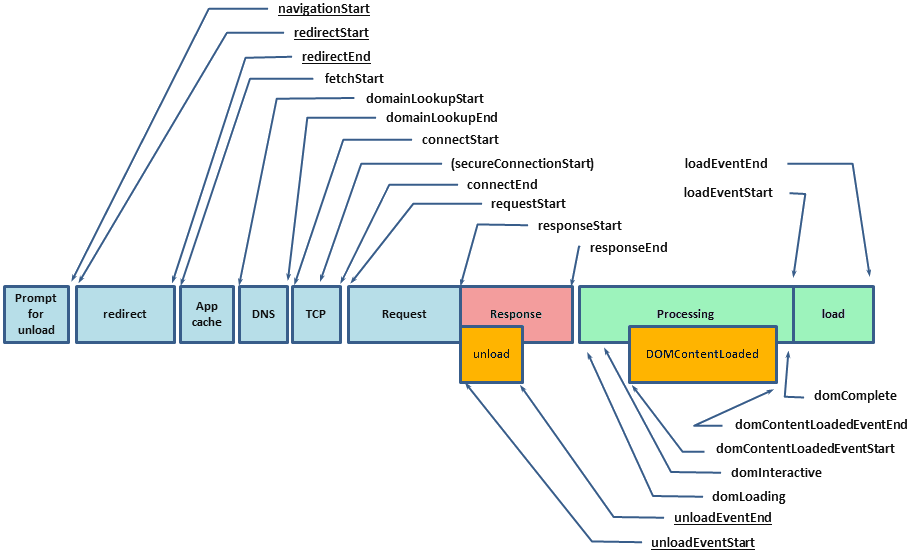 navigationStart
redirectStart
redirectEnd
fetchStart
domainLookupStart
domainLookupEnd
connectStart
(secureConnectionStart)
loadEventEnd
connectEnd
loadEventStart
requestStart
responseStart
responseEnd
Prompt
for
unload
redirect
App
cache
DNS
TCP
Request
Response
Processing
load
unload
DOMContentLoaded
domComplete
domContentLoadedEventEnd
domContentLoadedEventStart
domInteractive
domLoading
unloadEventEnd
unloadEventStart